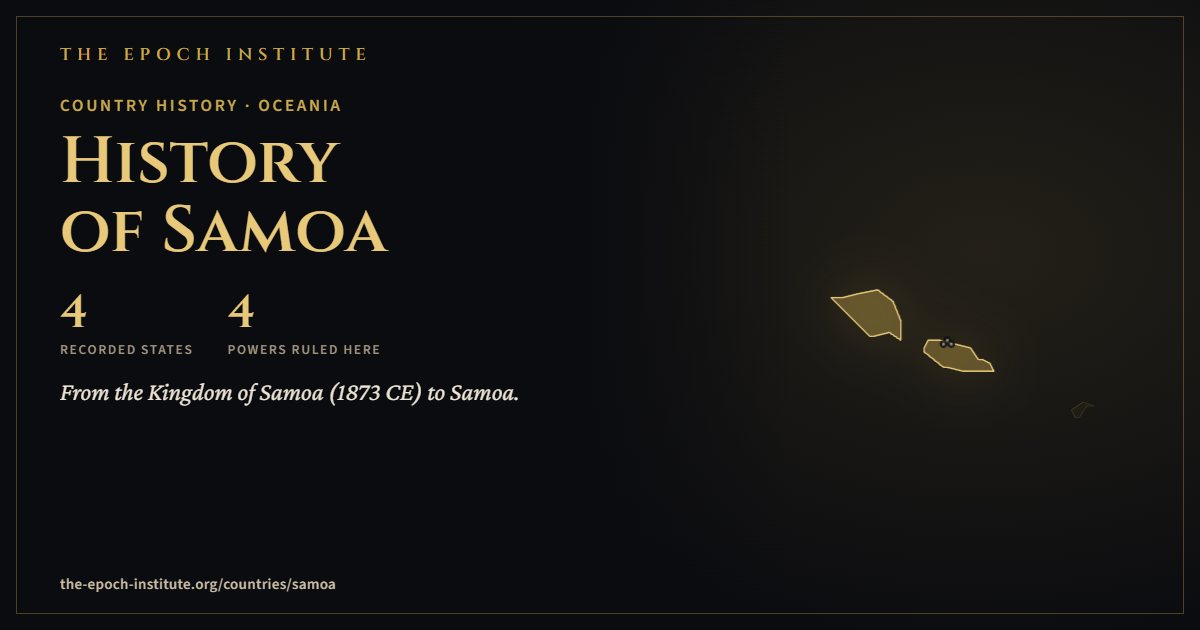 THE EPOCH INSTITUTE
COUNTRY HISTORY · OCEANIA
History
of Samoa
4 4
RECORDED STATES POWERS RULED HERE
From the Kingdom of Samoa (1873 CE) to Samoa.
the-epoch-institute.org/countries/samoa